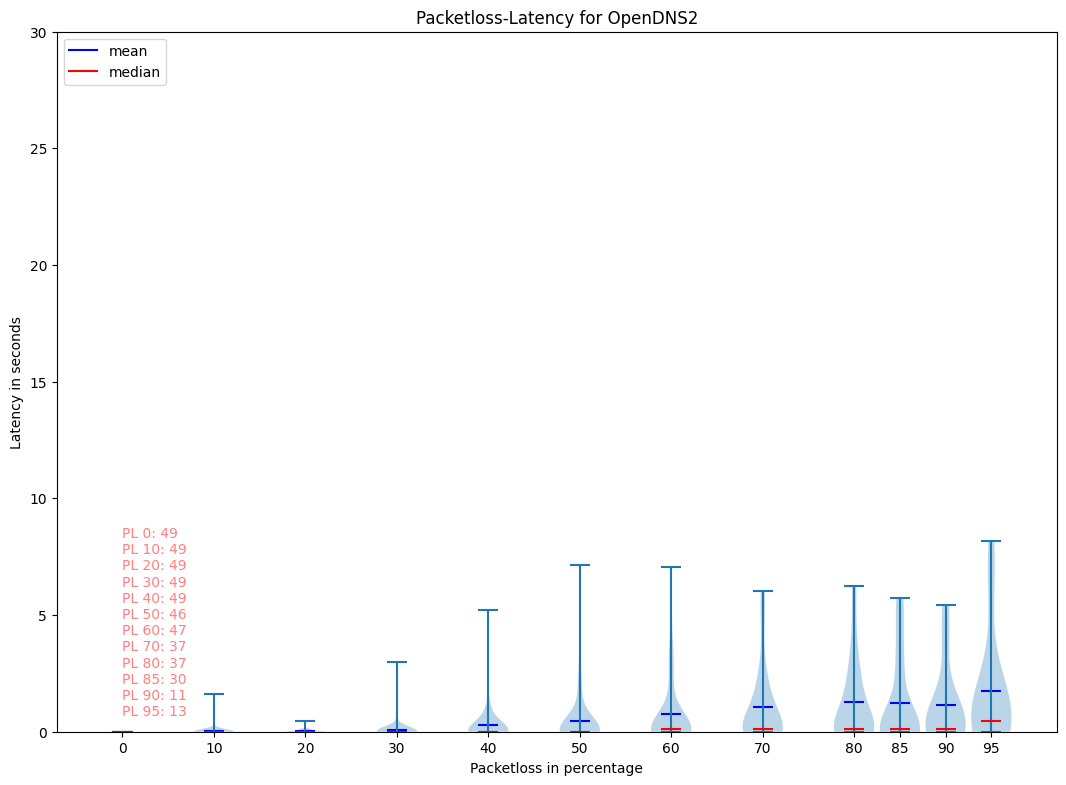 Packetloss-Latency for OpenDNS2
30
mean
median
25
20
15
Latency in seconds
10
PL 0: 49
PL 10: 49
PL 20: 49
PL 30: 49
PL 40: 49
PL 50: 46
PL 60: 47
PL 70: 37
PL 80: 37
PL 85: 30
PL 90: 11
PL 95: 13
5
0
0 10 20 30 40 50 60 70 80 85 90 95
Packetloss in percentage